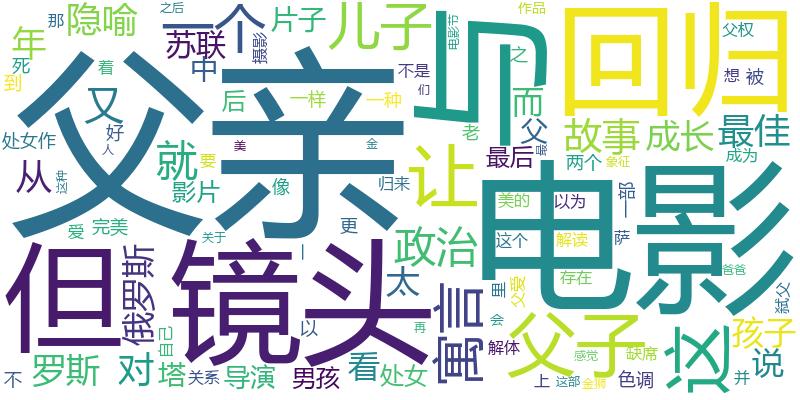 父亲
电影
镜头
回归
但
与
父子
这
让
一个
儿子
寓言
政治
故事
成长
最佳
隐喻
片子
苏联
中
摄影
年
那
之后
死
着
到
处女作
好
人
又
从
这种
就
影片
后
一样
要
美
像
一种
金
归来
不是
们
电影节
作品
之
老
而
父
最
最后
两个
父权
想
被
成为
象征
美的
以为
一部
这个
解读
萨
存在
爸爸
弑父
孩子
说
并
爱
完美
关于
更
一
太
父爱
里
会
解体
再
俄罗斯
罗斯
不
对
塔
自己
关系
导演
以
男孩
看
处女
感觉
缺席
上
这部
金狮
色调